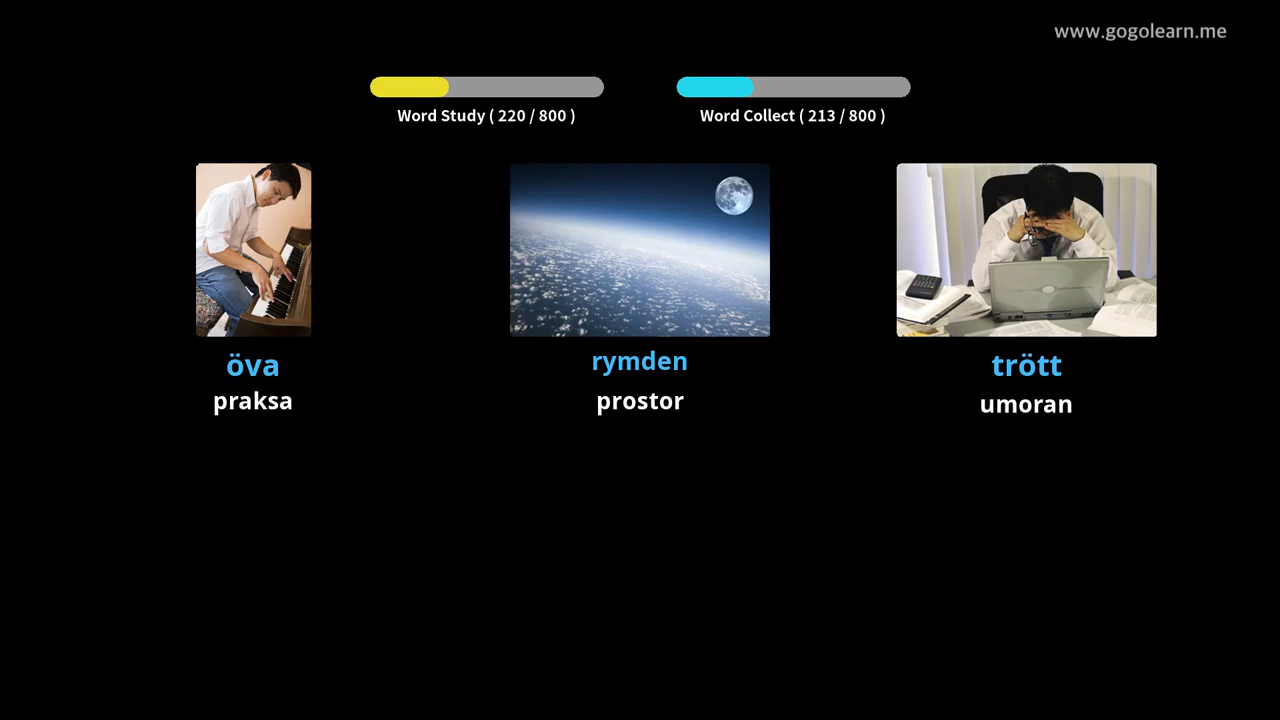 www.gogolearn.me
Word Study ( 220 / 800 )
Word Collect ( 213 / 800 )
öva
praksa
rymden
prostor
trött
umoran